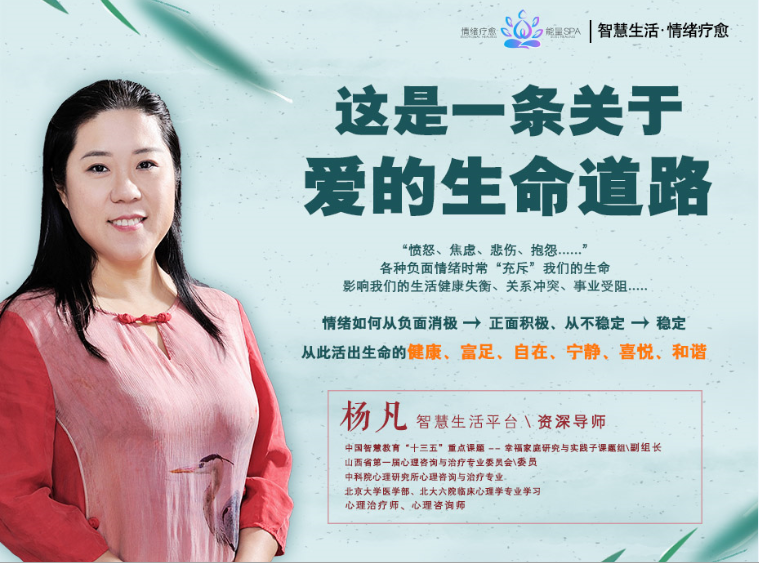 情绪疗愈 能量SPA 智慧生活·情绪疗愈
这是一条关于
爱的生命道路
“愤怒、焦虑、悲伤、抱怨......”
各种负面情绪时常“充斥”我们的生命
影响我们的生活健康失衡、关系冲突、事业受阻.....
情绪如何从负面消极→正面积极、从不稳定→稳定
从此活出生命的健康、富足、自在、宁静、喜悦、和谐
杨凡 智慧生活平台\资深导师
中国智慧教育“十三五”重点课题--幸福家庭研究与实践子课题组\副组长
山西省第一届心理咨询与治疗专业委员会\委员
中科院心理研究所心理咨询与治疗专业
北京大学医学部、北大六院临床心理学专业学习
心理治疗师、心理咨询师